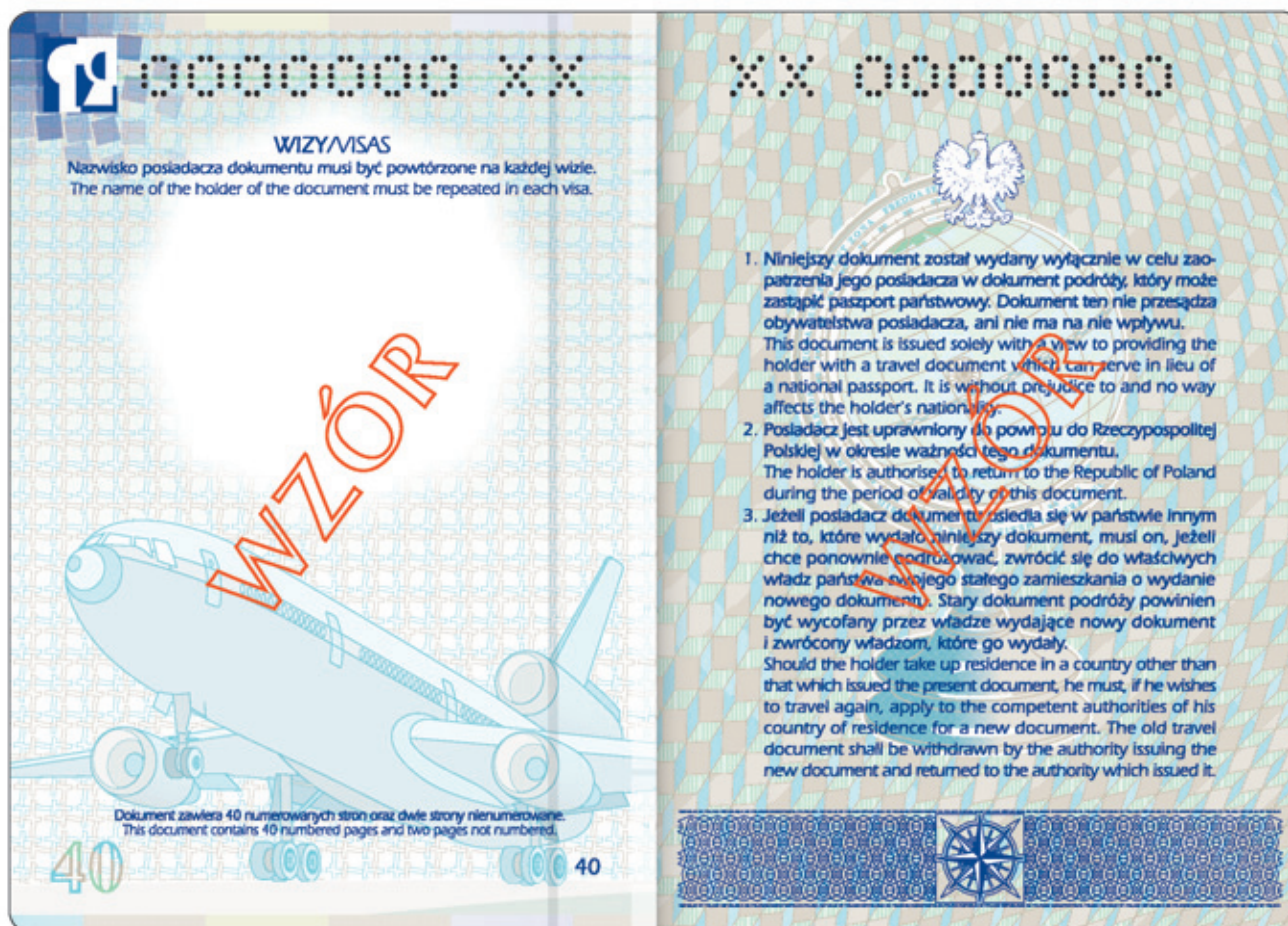 0000000 XX
WIZY/VISAS
Nazwisko posiadacza dokumentu musi być powtórzone na każdej wizie.
The name of the holder of the document must be repeated in each visa.
WZÓR
Dokument zawiera 40 numerowanych stron oraz dwie strony nienumerowane.
This document contains 40 numbered pages and two pages not numbered.
40
40
XX 0000000
1. Niniejszy dokument został wydany wyłącznie w celu zao-
patrzenia jego posiadacza w dokument podróży, który może
zastąpić paszport państwowy. Dokument ten nie przesądza
obywatelstwa posiadacza, ani nie ma na nie wpływu.
This document is issued solely with a view to providing the
holder with a travel document which can serve in lieu of
a national passport. It is without prejudice to and no way
affects the holder's nationality.
2. Posiadacz jest uprawniony do powrotu do Rzeczypospolitej
Polskiej w okresie ważności tego dokumentu.
The holder is authorised to return to the Republic of Poland
during the period of validity of this document.
3. Jeżeli posiadacz dokumentu osiedla się w państwie innym
niż to, które wydało niniejszy dokument, musi on, jeżeli
chce ponownie podróżować, zwrócić się do właściwych
władz państwa swojego stałego zamieszkania o wydanie
nowego dokumentu. Stary dokument podróży powinien
być wycofany przez władze wydające nowy dokument
i zwrócony władzom, które go wydały.
Should the holder take up residence in a country other than
that which issued the present document, he must, if he wishes
to travel again, apply to the competent authorities of his
country of residence for a new document. The old travel
document shall be withdrawn by the authority issuing the
new document and returned to the authority which issued it.
WZÓR